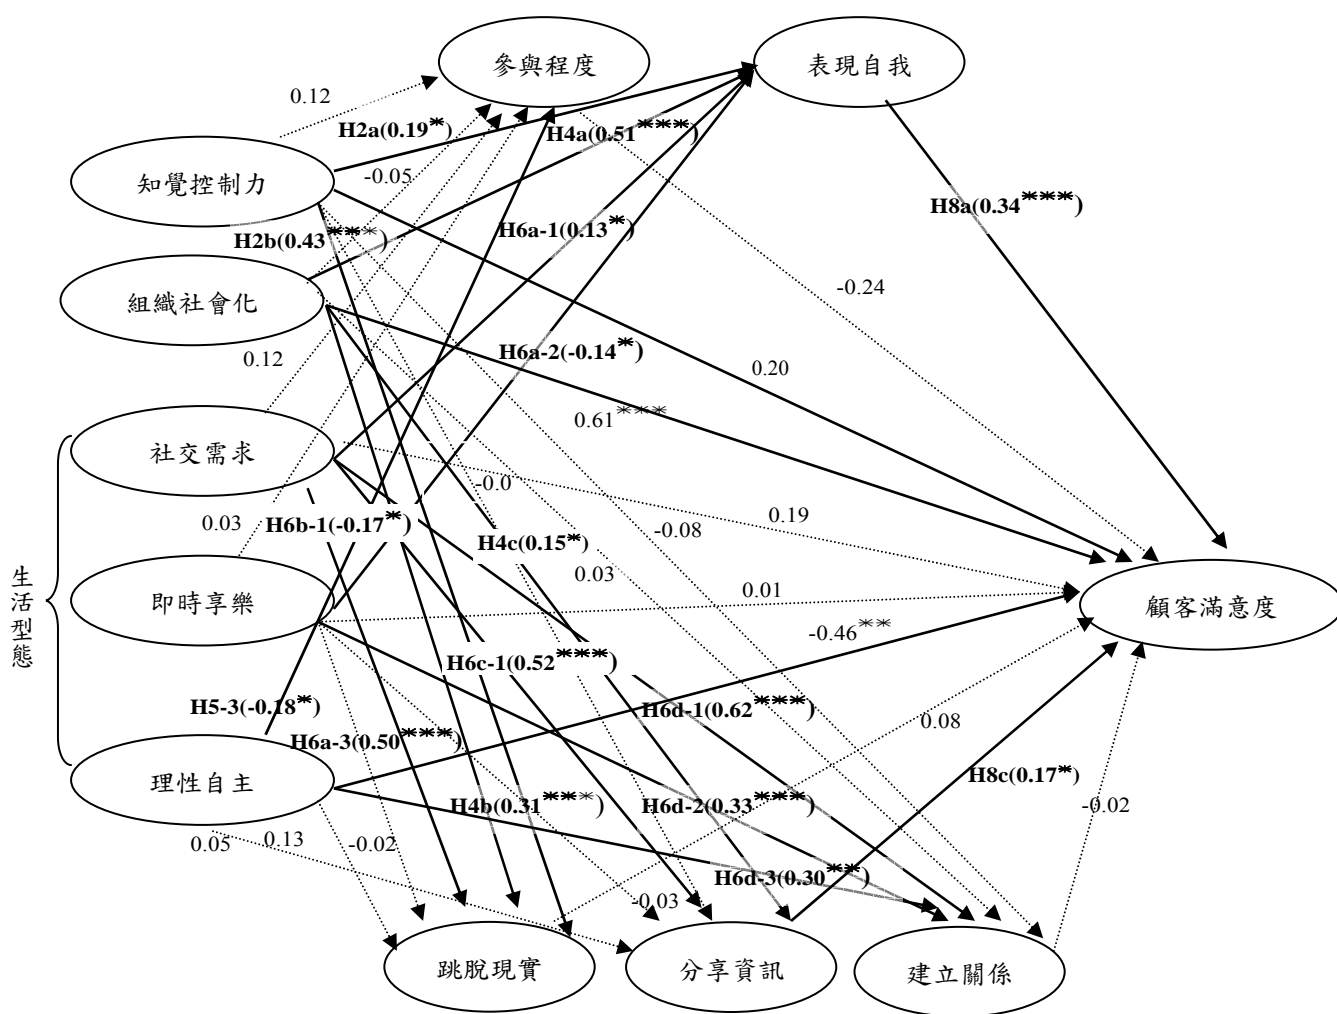 參與程度
表現自我
0.12
H2a(0.19*)
H4a(0.51***)
知覺控制力
-0.05
H8a(0.34***)
H2b(0.43***)
H6a-1(0.13*)
組織社會化
-0.24
0.12
H6a-2(-0.14*)
0.20
0.61***
社交需求
-0.0
0.03
H6b-1(-0.17*)
H4c(0.15*)
-0.08
0.19
生活型態
即時享樂
0.03
0.01
顧客滿意度
-0.46**
H6c-1(0.52***)
H5-3(-0.18*)
H6d-1(0.62***)
0.08
H6a-3(0.50***)
理性自主
H8c(0.17*)
H4b(0.31***)
H6d-2(0.33***)
-0.02
0.05
0.13
-0.02
H6d-3(0.30**)
-0.03
跳脫現實
分享資訊
建立關係